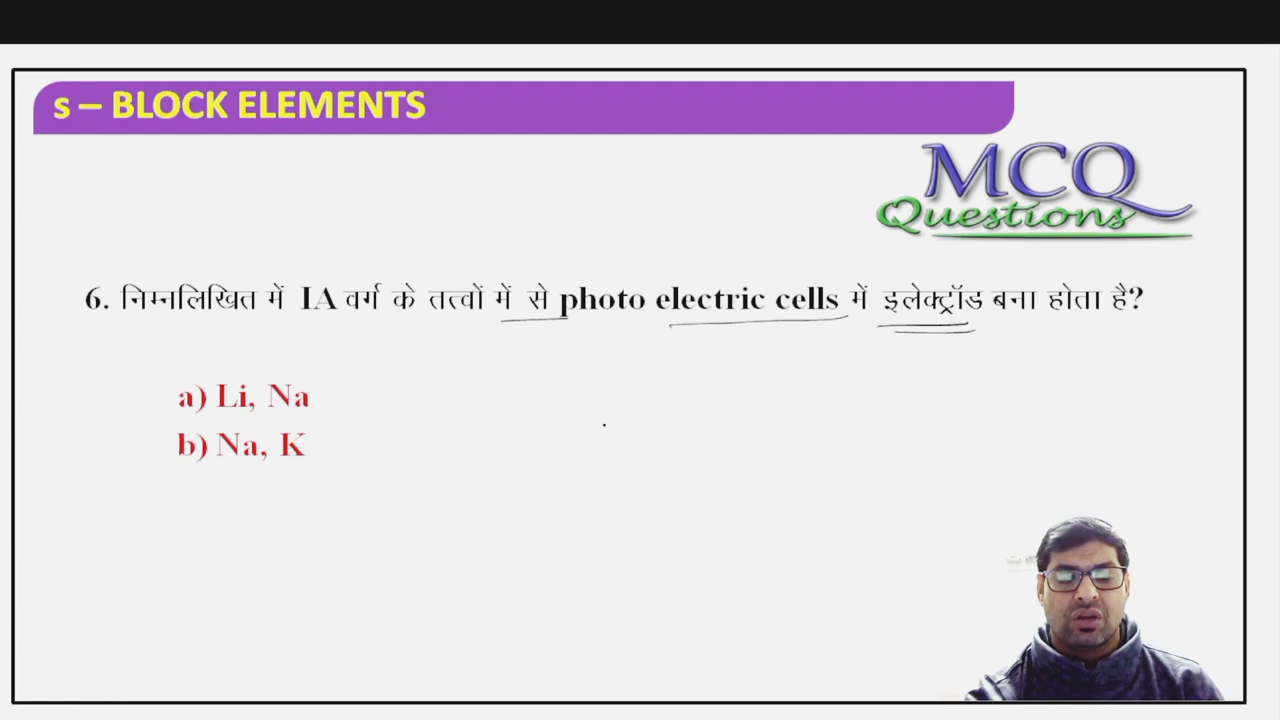 s – BLOCK ELEMENTS
MCQ
Questions
6. निम्नलिखित में IA वर्ग के तत्वों में से photo electric cells में इलेक्ट्रॉड बना होता है?
a) Li, Na
b) Na, K